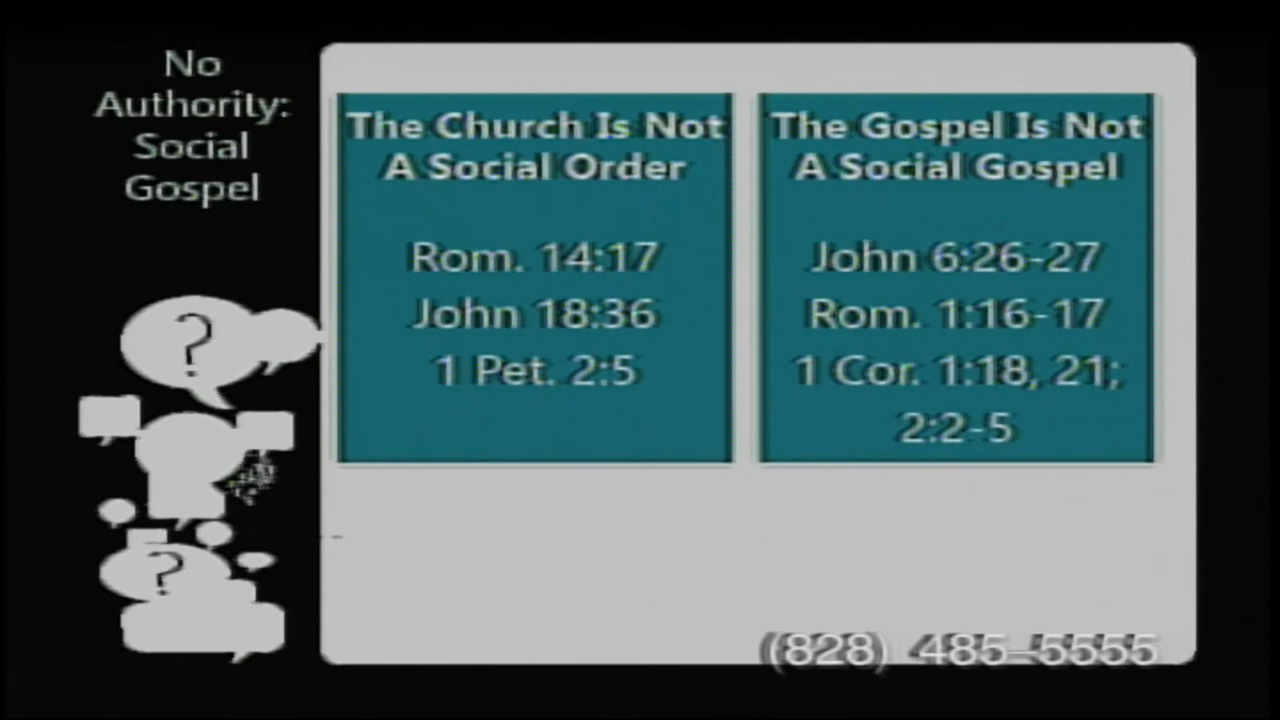 No
Authority:
Social
Gospel
?
?
The Church Is Not
A Social Order
Rom. 14:17
John 18:36
1 Pet. 2:5
The Gospel Is Not
A Social Gospel
John 6:26-27
Rom. 1:16-17
1 Cor. 1:18, 21;
2:2-5
(828) 485-5555